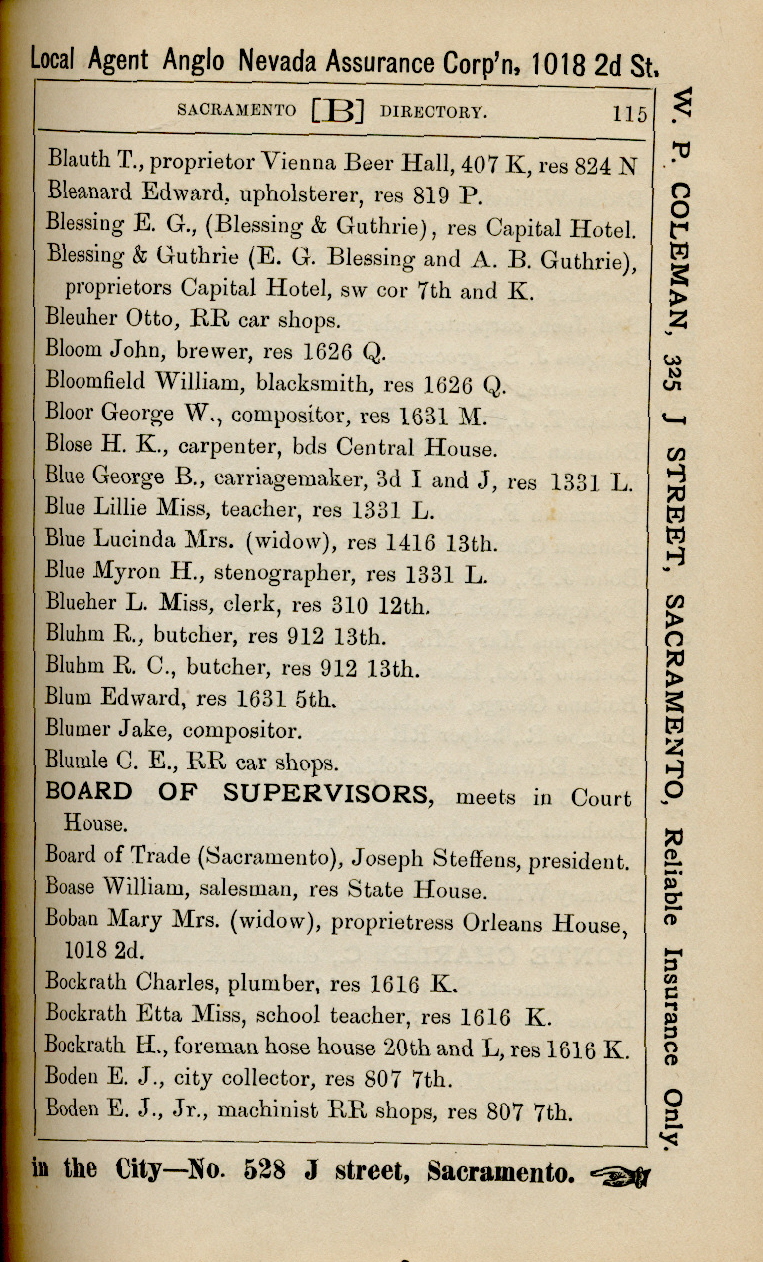 Local Agent Anglo Nevada Assurance Corp'n, 1018 2d St.
SACRAMENTO [B] DIRECTORY. 115
Blauth T., proprietor Vienna Beer Hall, 407 K, res 824 N
Bleanard Edward, upholsterer, res 819 P.
Blessing E. G., (Blessing & Guthrie), res Capital Hotel.
Blessing & Guthrie (E. G. Blessing and A. B. Guthrie),
proprietors Capital Hotel, sw cor 7th and K.
Bleuher Otto, RR car shops.
Bloom John, brewer, res 1626 Q.
Bloomfield William, blacksmith, res 1626 Q.
Bloor George W., compositor, res 1631 M.
Blose H. K., carpenter, bds Central House.
Blue George B., carriagemaker, 3d I and J, res 1331 L.
Blue Lillie Miss, teacher, res 1331 L.
Blue Lucinda Mrs. (widow), res 1416 13th.
Blue Myron H., stenographer, res 1331 L.
Blueher L. Miss, clerk, res 310 12th.
Bluhm R., butcher, res 912 13th.
Bluhm R. C., butcher, res 912 13th.
Blum Edward, res 1631 5th.
Blumer Jake, compositor.
Blumle C. E., RR car shops.
BOARD OF SUPERVISORS, meets in Court
House.
Board of Trade (Sacramento), Joseph Steffens, president.
Boase William, salesman, res State House.
Boban Mary Mrs. (widow), proprietress Orleans House,
1018 2d.
Bockrath Charles, plumber, res 1616 K.
Bockrath Etta Miss, school teacher, res 1616 K.
Bockrath H., foreman hose house 20th and L, res 1616 K.
Boden E. J., city collector, res 807 7th.
Boden E. J., Jr., machinist RR shops, res 807 7th.
in the City—No. 528 J street, Sacramento.
W. P. COLEMAN, 325 J STREET, SACRAMENTO, Reliable Insurance Only.